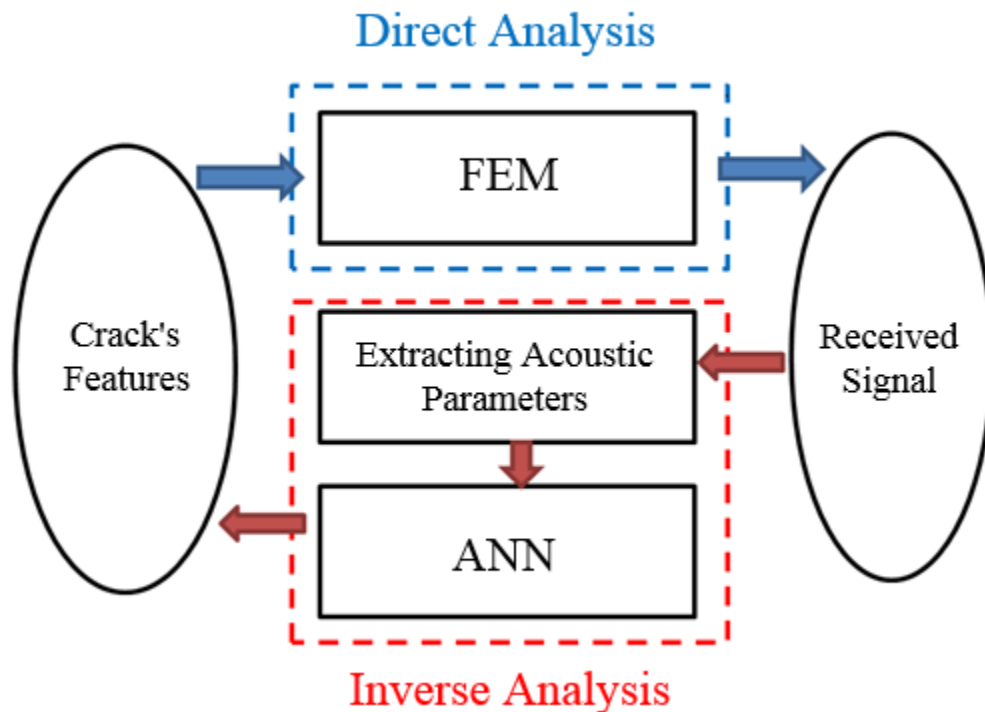 Direct Analysis
FEM
Crack's
Features
Extracting Acoustic
Parameters
Received
Signal
ANN
Inverse Analysis